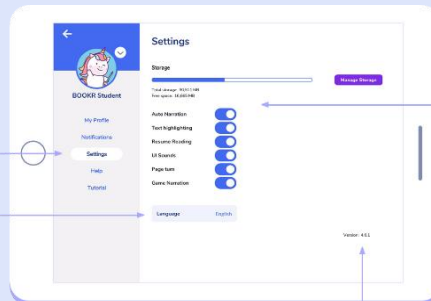 Settings
BOOKR Student
My Profile
Notifications
Settings
Help
Tutorial
Storage
Manage Storage
Auto Narration
Text highlighting
Resume Reading
UI Sounds
Page turn
Game Narration
Language English